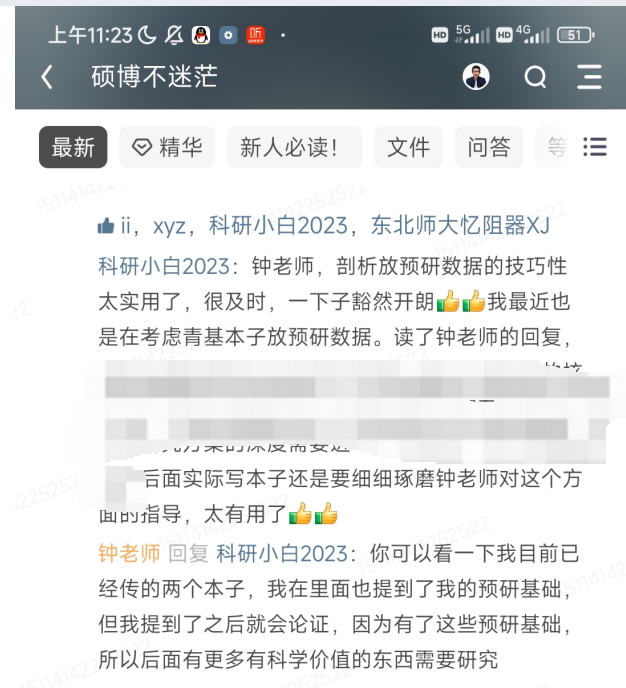 上午11:23
HD 5G HD 4G 51
硕博不迷茫
最新 精华 新人必读! 文件 问答 等
ii，xyz，科研小白2023，东北师大忆阻器XJ
科研小白2023：钟老师，剖析放预研数据的技巧性
太实用了，很及时，一下子豁然开朗👍👍我最近也
是在考虑青基本子放预研数据。读了钟老师的回复，
后面实际写本子还是要细细琢磨钟老师对这个方
面的指导，太有用了👍👍
钟老师 回复 科研小白2023：你可以看一下我目前已
经传的两个本子，我在里面也提到了我的预研基础，
但我提到了之后就会论证，因为有了这些预研基础，
所以后面有更多有科学价值的东西需要研究